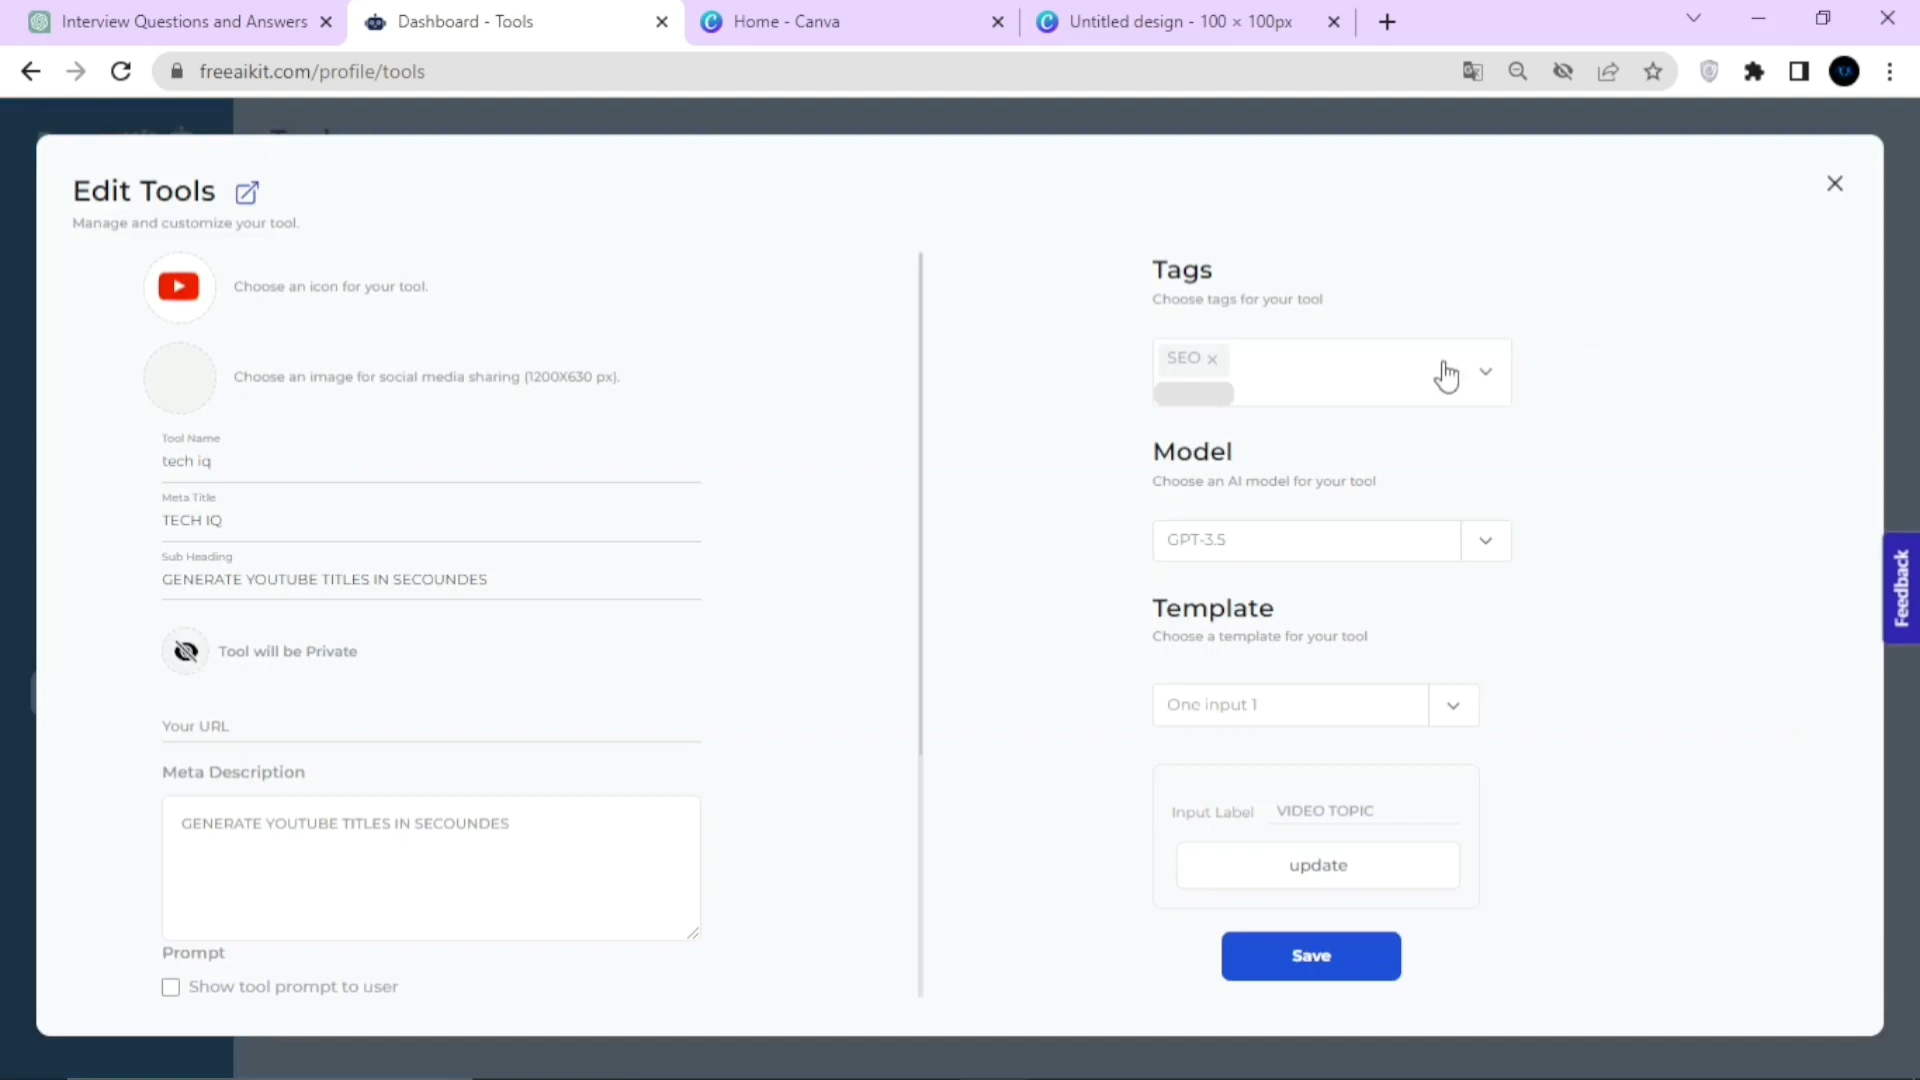 Interview Questions and Answers
Dashboard - Tools
Home - Canva
Untitled design - 100 × 100px
freeaikit.com/profile/tools
Edit Tools
Manage and customize your tool.
Choose an icon for your tool.
Choose an image for social media sharing (1200X630 px).
Tool Name
tech iq
Meta Title
TECH IQ
Sub Heading
GENERATE YOUTUBE TITLES IN SECOUNDES
Tool will be Private
Your URL
Meta Description
GENERATE YOUTUBE TITLES IN SECOUNDES
Prompt
Show tool prompt to user
Tags
Choose tags for your tool
SEO
Model
Choose an AI model for your tool
GPT-3.5
Template
Choose a template for your tool
One input 1
Input Label VIDEO TOPIC
update
Save
Feedback